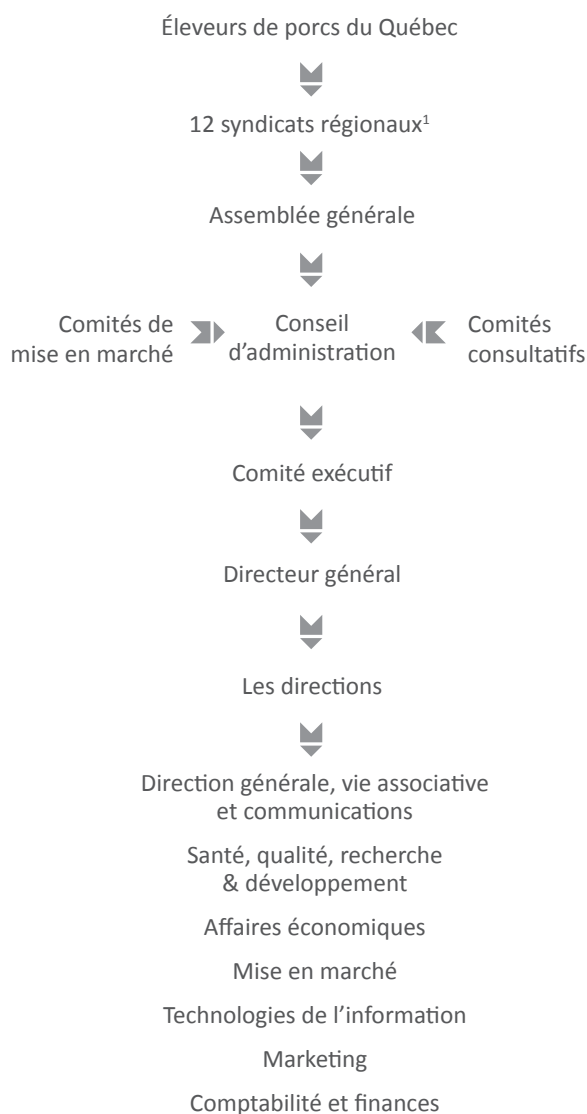 Éleveurs de porcs du Québec
12 syndicats régionaux¹
Assemblée générale
Comités de
mise en marché
Conseil
d'administration
Comités
consultatifs
Comité exécutif
Directeur général
Les directions
Direction générale, vie associative
et communications
Santé, qualité, recherche
& développement
Affaires économiques
Mise en marché
Technologies de l'information
Marketing
Comptabilité et finances